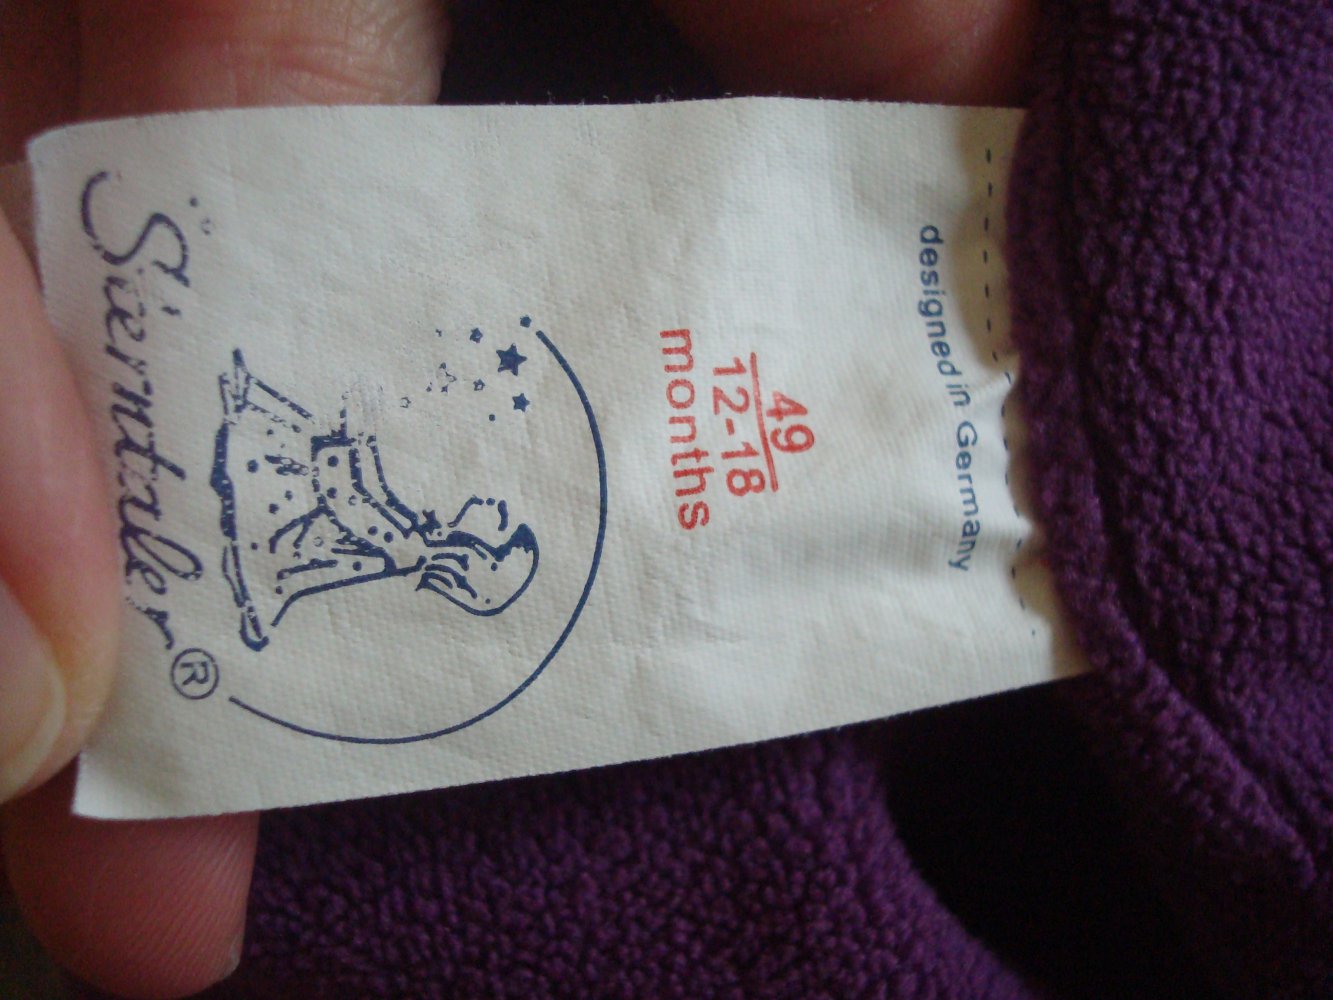 designed in Germany
49
12-18
months
Sterntaler®